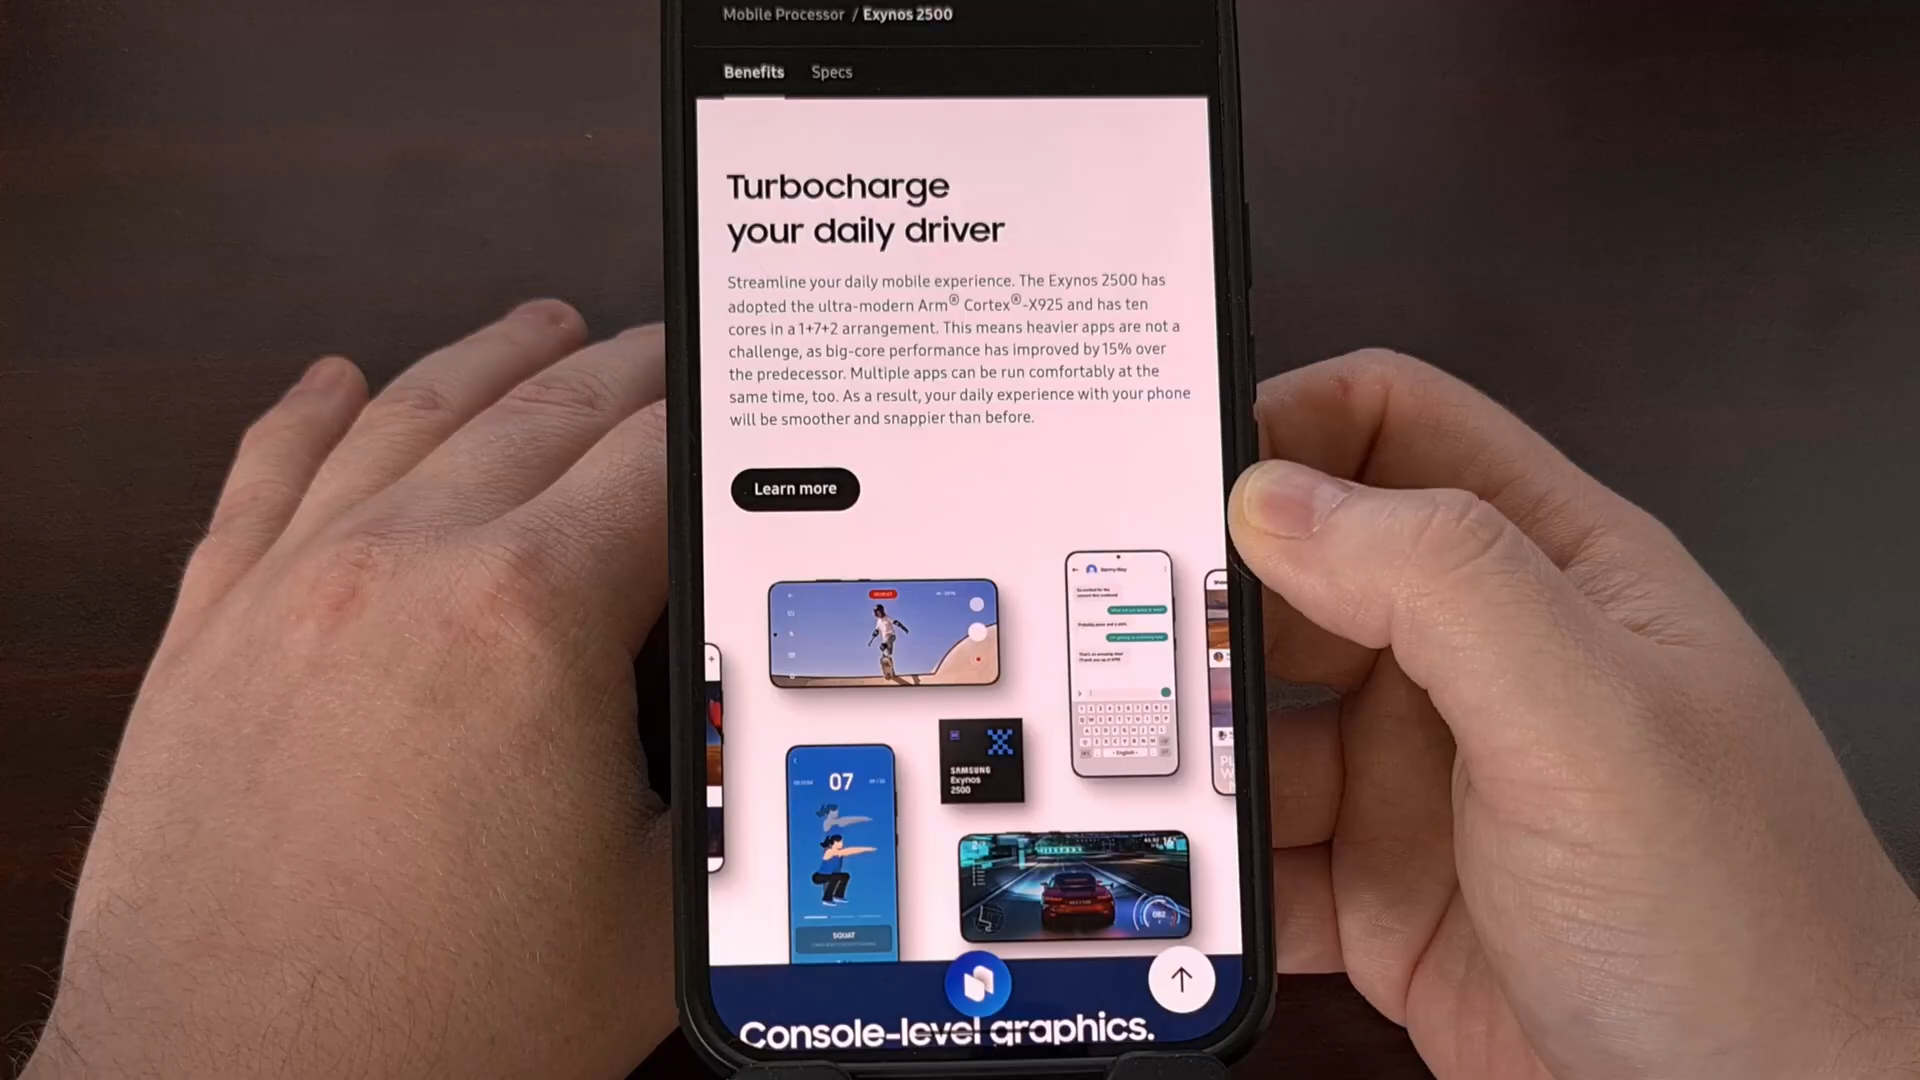 Mobile Processor / Exynos 2500
Benefits Specs
Turbocharge
your daily driver
Streamline your daily mobile experience. The Exynos 2500 has
adopted the ultra-modern Arm® Cortex®-X925 and has ten
cores in a 1+7+2 arrangement. This means heavier apps are not a
challenge, as big-core performance has improved by 15% over
the predecessor. Multiple apps can be run comfortably at the
same time, too. As a result, your daily experience with your phone
will be smoother and snappier than before.
Learn more
07
SAMSUNG
Exynos
2500
English
SQUAT
082
Console-level graphics.